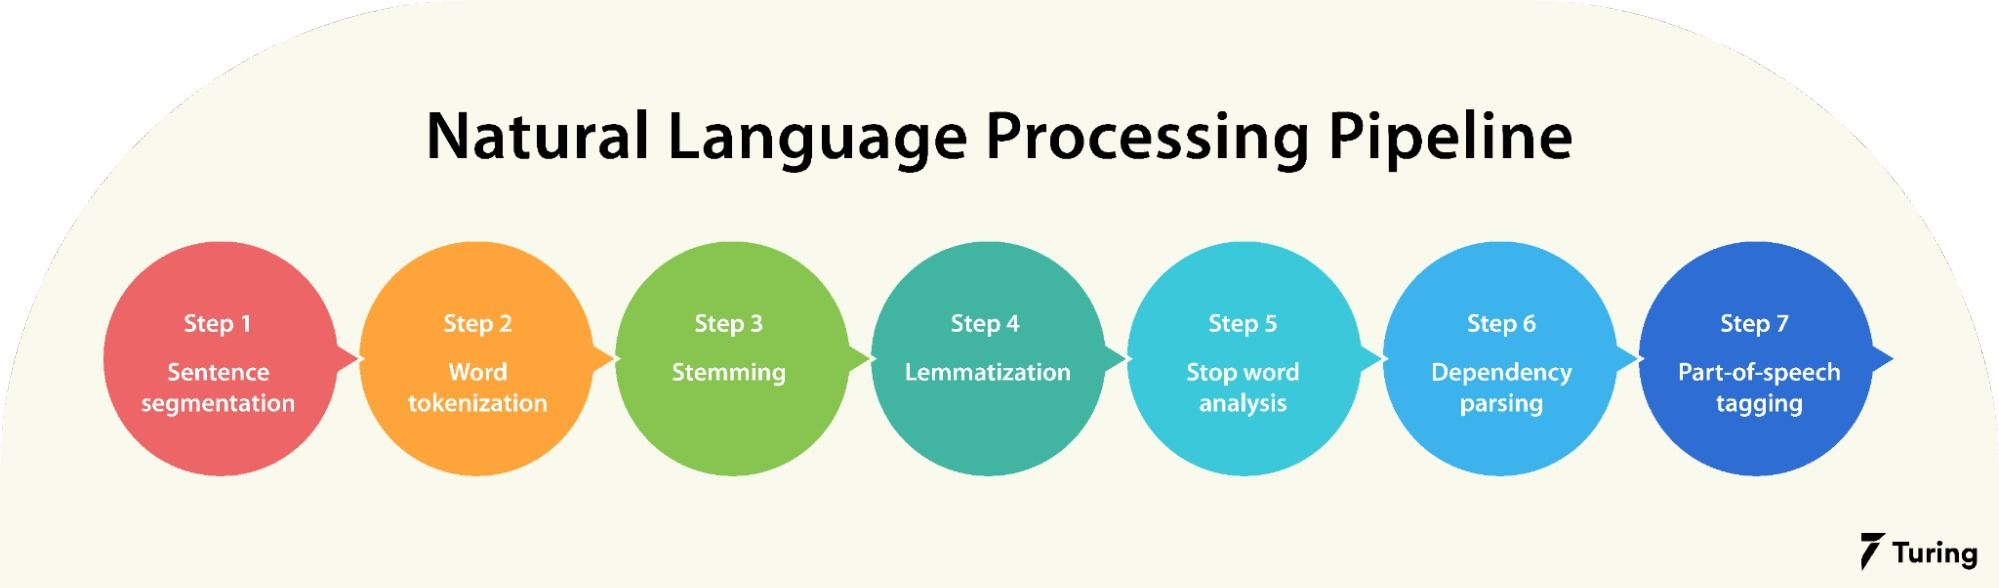 Natural Language Processing Pipeline
Step 1
Sentence
segmentation
Step 2
Word
tokenization
Step 3
Stemming
Step 4
Lemmatization
Step 5
Stop word
analysis
Step 6
Dependency
parsing
Step 7
Part-of-speech
tagging
Turing